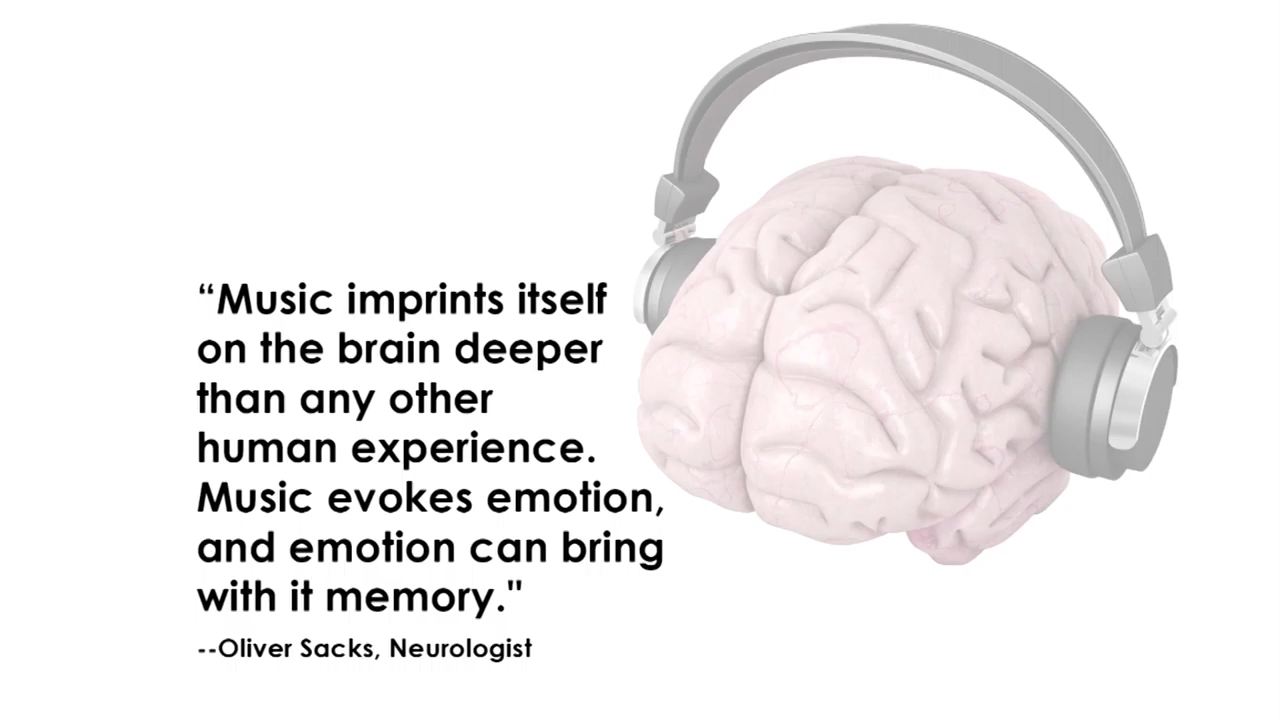 “Music imprints itself
on the brain deeper
than any other
human experience.
Music evokes emotion,
and emotion can bring
with it memory."
--Oliver Sacks, Neurologist